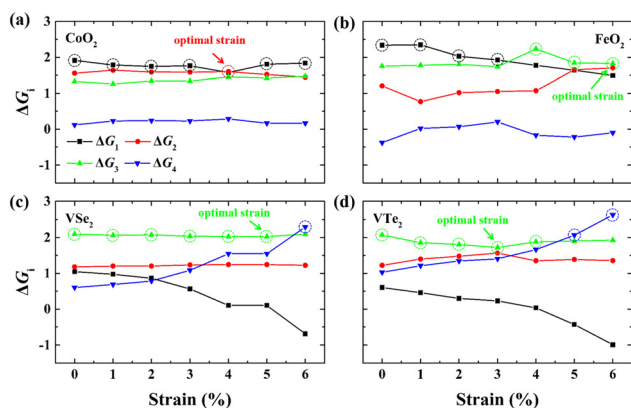 (a)
CoO2
optimal strain
(b)
FeO2
optimal strain
ΔGi
3
2
1
0
-1
ΔG1
ΔG2
ΔG3
ΔG4
(c)
VSe2
optimal strain
(d)
VTe2
optimal strain
ΔGi
3
2
1
0
-1
0 1 2 3 4 5 6
0 1 2 3 4 5 6
Strain (%)
Strain (%)